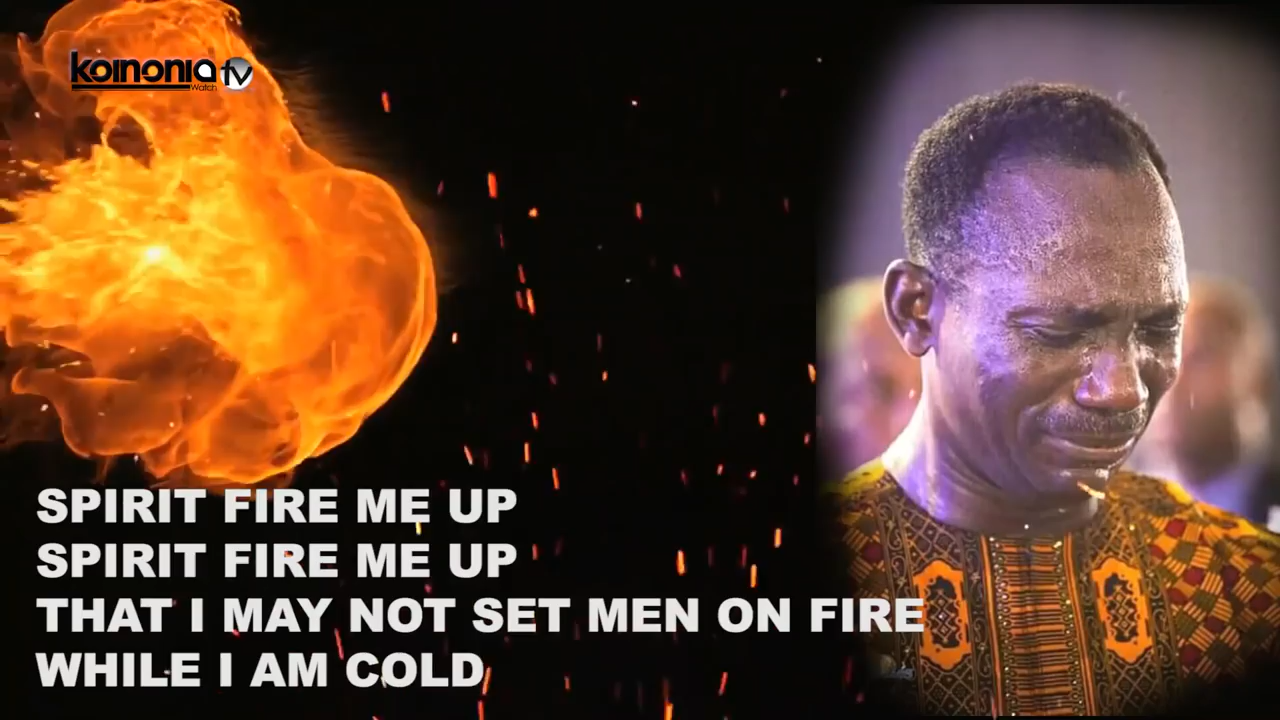 koinonia tv
Watch
SPIRIT FIRE ME UP
SPIRIT FIRE ME UP
THAT I MAY NOT SET MEN ON FIRE
WHILE I AM COLD